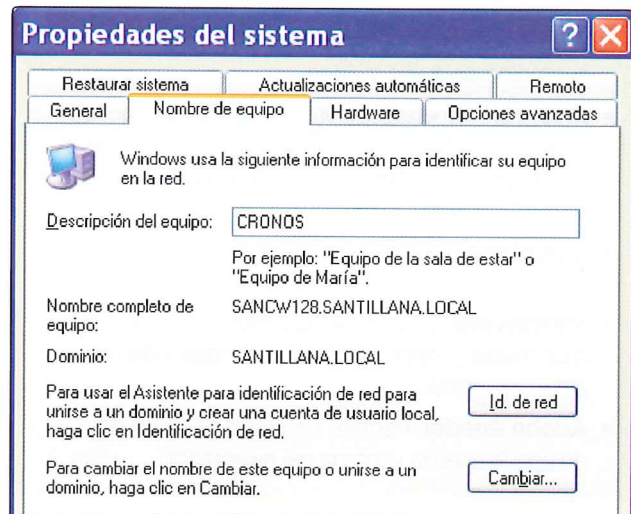 Propiedades del sistema
Restaurar sistema Actualizaciones automáticas Remoto
General Nombre de equipo Hardware Opciones avanzadas
Windows usa la siguiente información para identificar su equipo
en la red.
Descripción del equipo: CRONOS
Por ejemplo: "Equipo de la sala de estar" o
"Equipo de María".
Nombre completo de SANCW128.SANTILLANA.LOCAL
equipo:
Dominio: SANTILLANA.LOCAL
Para usar el Asistente para identificación de red para
unirse a un dominio y crear una cuenta de usuario local,
haga clic en Identificación de red.
Id. de red
Para cambiar el nombre de este equipo o unirse a un
dominio, haga clic en Cambiar.
Cambiar...